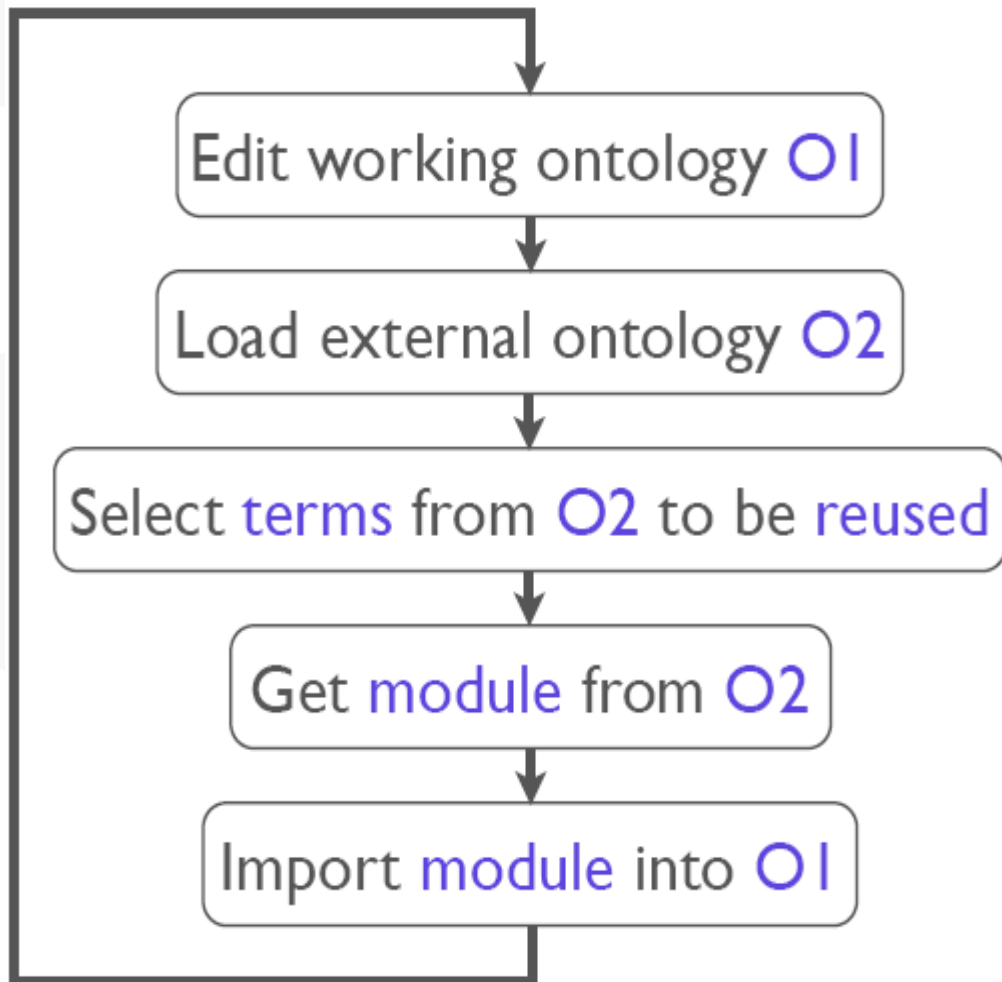 Edit working ontology O1
Load external ontology O2
Select terms from O2 to be reused
Get module from O2
Import module into O1